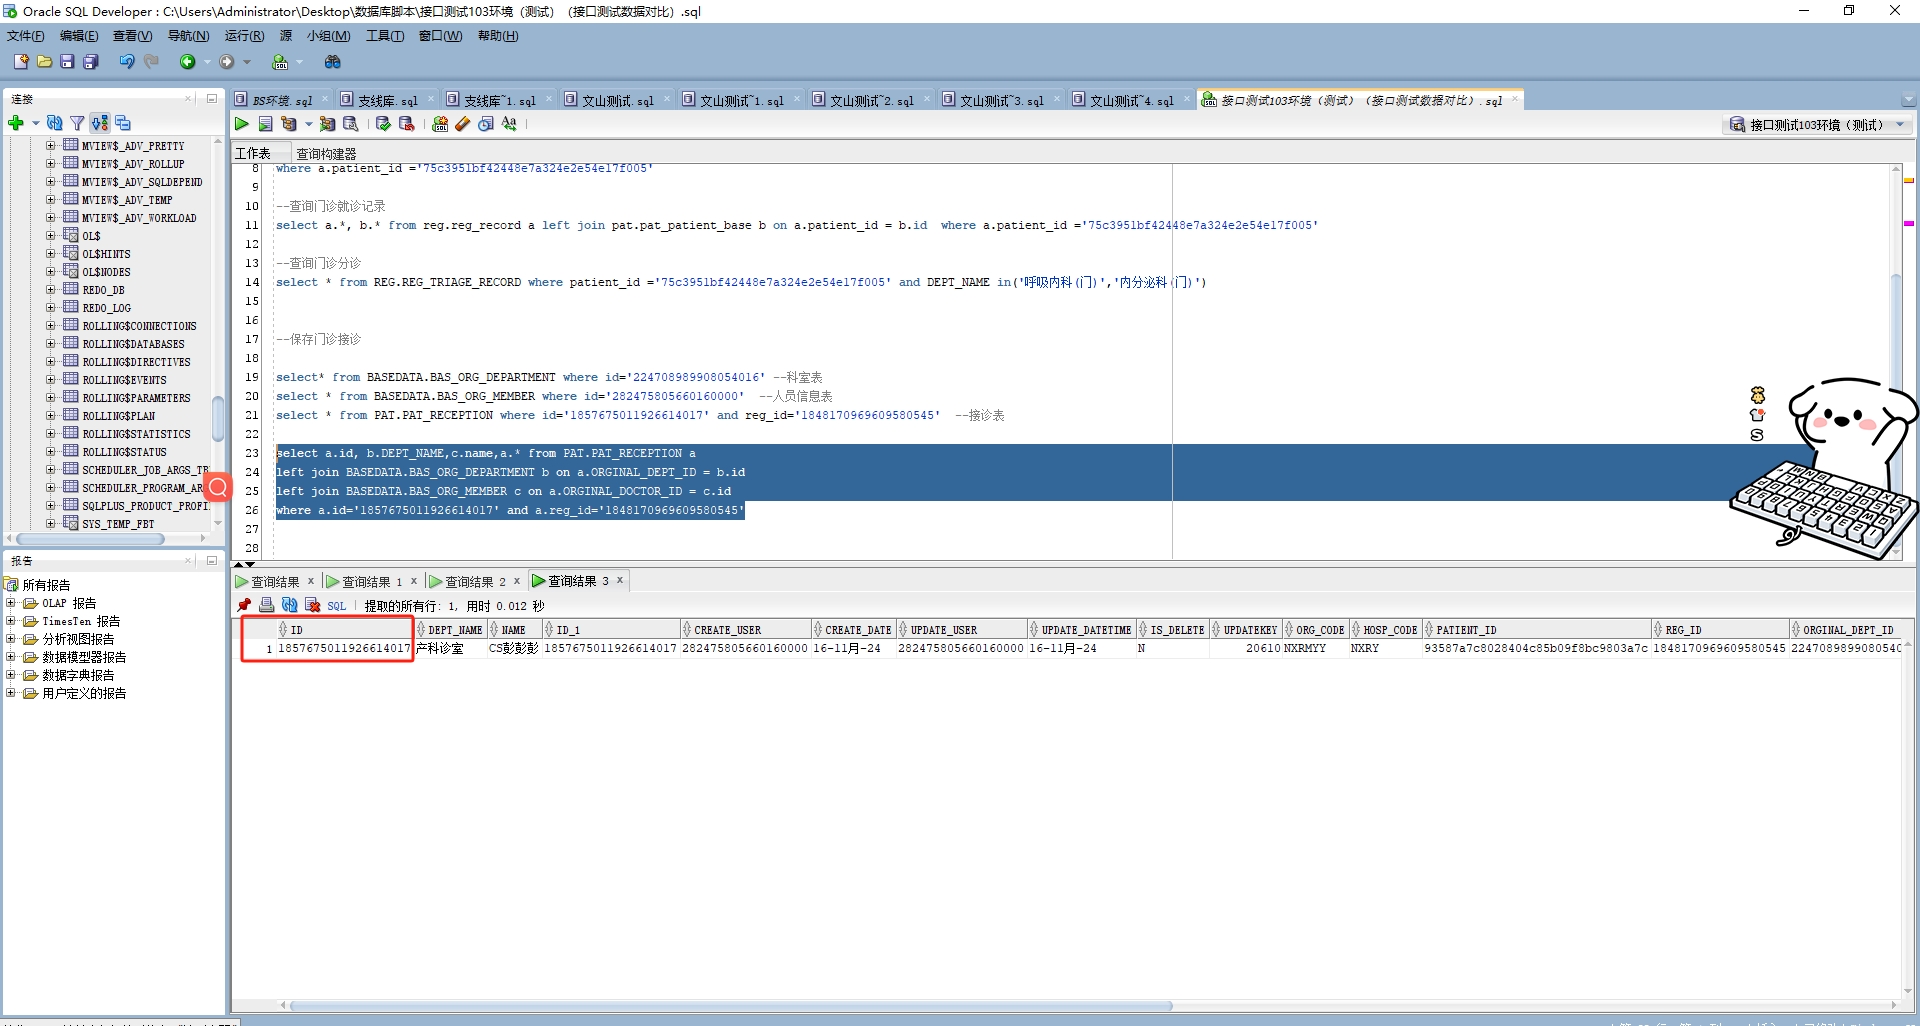 Oracle SQL Developer : C:\Users\Administrator\Desktop\数据库脚本\接口测试103环境（测试）（接口测试数据对比）.sql
文件(F) 编辑(E) 查看(V) 导航(N) 运行(R) 源 小组(M) 工具(T) 窗口(W) 帮助(H)
连接
BS环境.sql 支线库.sql 支线库~1.sql 文山测试.sql 文山测试~1.sql 文山测试~2.sql 文山测试~3.sql 文山测试~4.sql 接口测试103环境（测试）（接口测试数据对比）.sql
接口测试103环境（测试）
工作表 查询构建器
MVIEW$_ADV_PRETTY
MVIEW$_ADV_ROLLUP
MVIEW$_ADV_SQLDEPEND
MVIEW$_ADV_TEMP
MVIEW$_ADV_WORKLOAD
OL$
OL$HINTS
OL$NODES
REDO_DB
REDO_LOG
ROLLING$CONNECTIONS
ROLLING$DATABASES
ROLLING$DIRECTIVES
ROLLING$EVENTS
ROLLING$PARAMETERS
ROLLING$PLAN
ROLLING$STATISTICS
ROLLING$STATUS
SCHEDULER_JOB_ARGS_TB
SCHEDULER_PROGRAM_AR
SQLPLUS_PRODUCT_PROFI
SYS_TEMP_FBT
8 where a.patient_id ='75c3951bf42448e7a324e2e54e17f005'
9
10 --查询门诊就诊记录
11 select a.*, b.* from reg.reg_record a left join pat.pat_patient_base b on a.patient_id = b.id  where a.patient_id ='75c3951bf42448e7a324e2e54e17f005'
12
13 --查询门诊分诊
14 select * from REG.REG_TRIAGE_RECORD where patient_id ='75c3951bf42448e7a324e2e54e17f005' and DEPT_NAME in('呼吸内科(门)','内分泌科(门)')
15
16
17 --保存门诊接诊
18
19 select* from BASEDATA.BAS_ORG_DEPARTMENT where id='224708989908054016' --科室表
20 select * from BASEDATA.BAS_ORG_MEMBER where id='282475805660160000'  --人员信息表
21 select * from PAT.PAT_RECEPTION where id='1857675011926614017' and reg_id='1848170969609580545'  --接诊表
22
23 select a.id, b.DEPT_NAME,c.name,a.* from PAT.PAT_RECEPTION a
24 left join BASEDATA.BAS_ORG_DEPARTMENT b on a.ORGINAL_DEPT_ID = b.id
25 left join BASEDATA.BAS_ORG_MEMBER c on a.ORGINAL_DOCTOR_ID = c.id
26 where a.id='1857675011926614017' and a.reg_id='1848170969609580545'
27
28
报告
所有报告
OLAP 报告
TimesTen 报告
分析视图报告
数据模型器报告
数据字典报告
用户定义的报告
查询结果 x 查询结果 1 x 查询结果 2 x 查询结果 3 x
SQL 提取的所有行: 1, 用时 0.012 秒
ID DEPT_NAME NAME ID_1 CREATE_USER CREATE_DATE UPDATE_USER UPDATE_DATETIME IS_DELETE UPDATEKEY ORG_CODE HOSP_CODE PATIENT_ID REG_ID ORGINAL_DEPT_ID
1 1857675011926614017 产科诊室 CS彭彭彭 1857675011926614017 282475805660160000 16-11月-24 282475805660160000 16-11月-24 N 20610 NXRMYY NXRY 93587a7c8028404c85b09f8bc9803a7c 1848170969609580545 2247089899080540